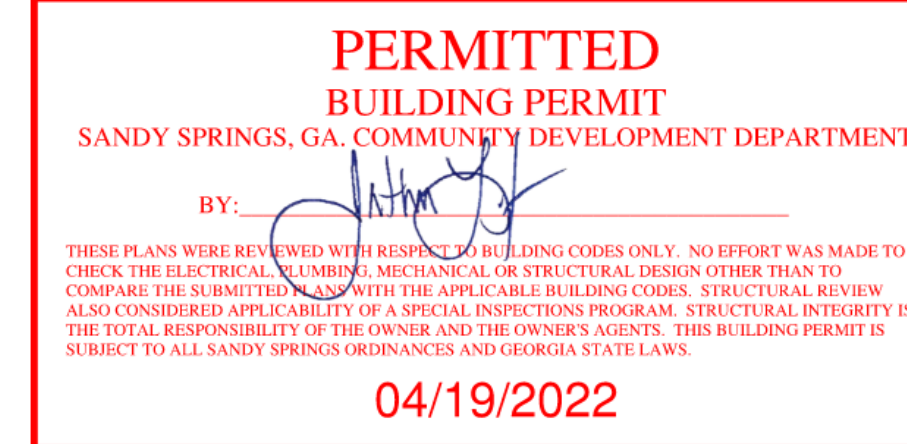 PERMITTED
BUILDING PERMIT
SANDY SPRINGS, GA. COMMUNITY DEVELOPMENT DEPARTMENT
BY:
THESE PLANS WERE REVIEWED WITH RESPECT TO BUILDING CODES ONLY. NO EFFORT WAS MADE TO
CHECK THE ELECTRICAL, PLUMBING, MECHANICAL OR STRUCTURAL DESIGN OTHER THAN TO
COMPARE THE SUBMITTED PLANS WITH THE APPLICABLE BUILDING CODES. STRUCTURAL REVIEW
ALSO CONSIDERED APPLICABILITY OF A SPECIAL INSPECTIONS PROGRAM. STRUCTURAL INTEGRITY IS
THE TOTAL RESPONSIBILITY OF THE OWNER AND THE OWNER'S AGENTS. THIS BUILDING PERMIT IS
SUBJECT TO ALL SANDY SPRINGS ORDINANCES AND GEORGIA STATE LAWS.
04/19/2022